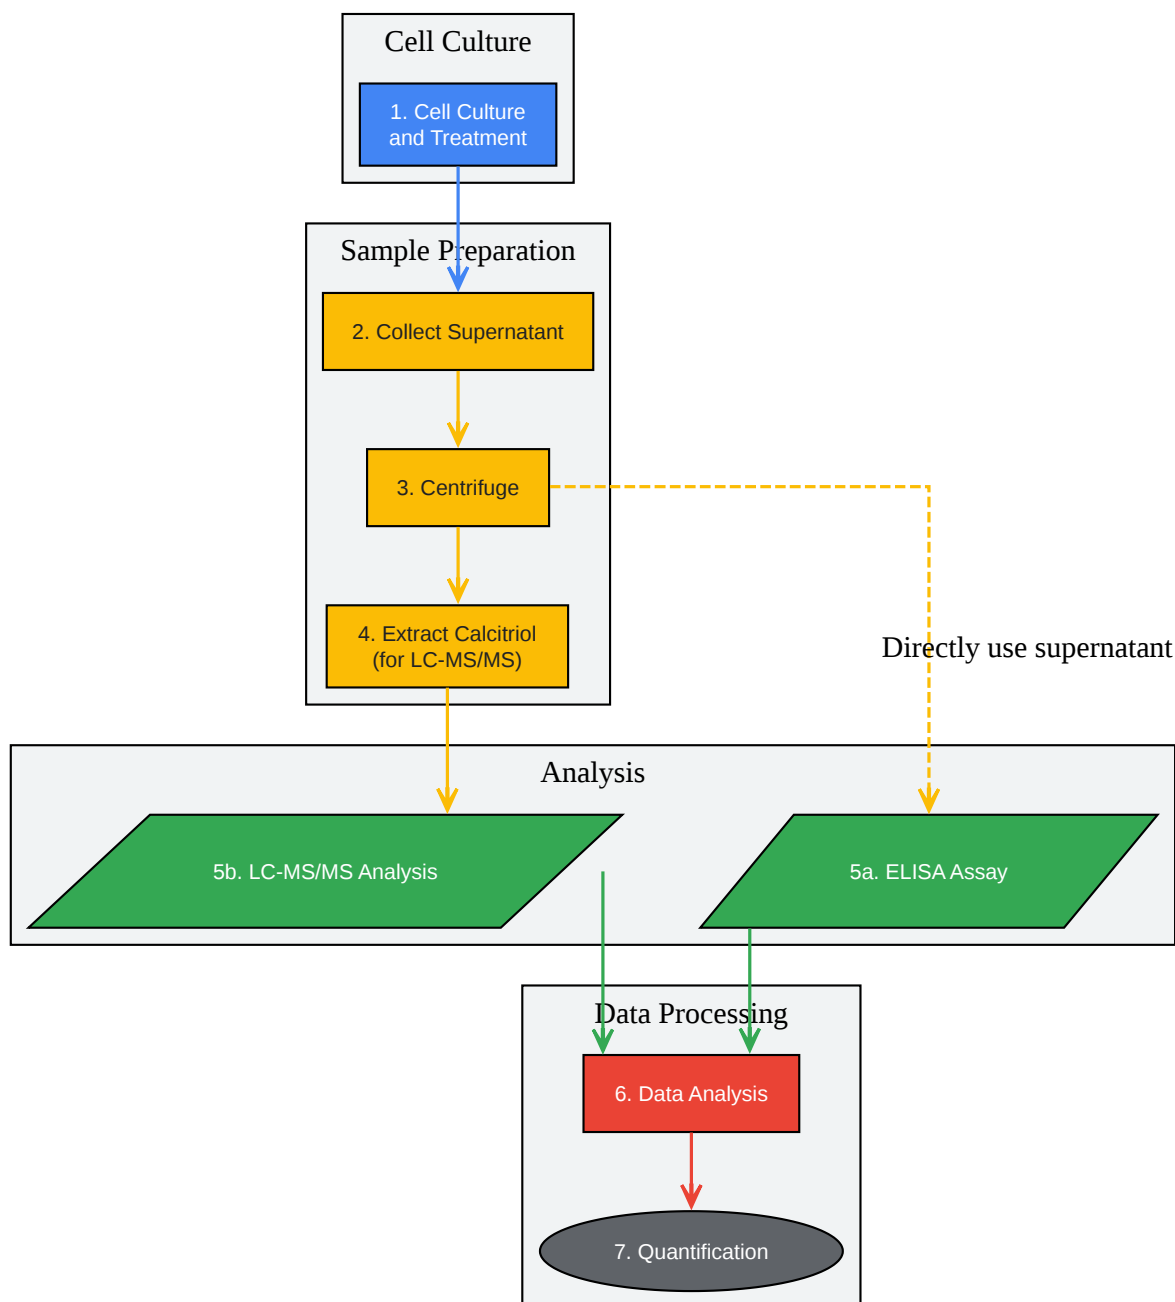 Cell Culture
1. Cell Culture
and Treatment
Sample Preparation
2. Collect Supernatant
3. Centrifuge
4. Extract Calcitriol
(for LC-MS/MS)
Directly use supernatant
Analysis
5b. LC-MS/MS Analysis
5a. ELISA Assay
Data Processing
6. Data Analysis
7. Quantification